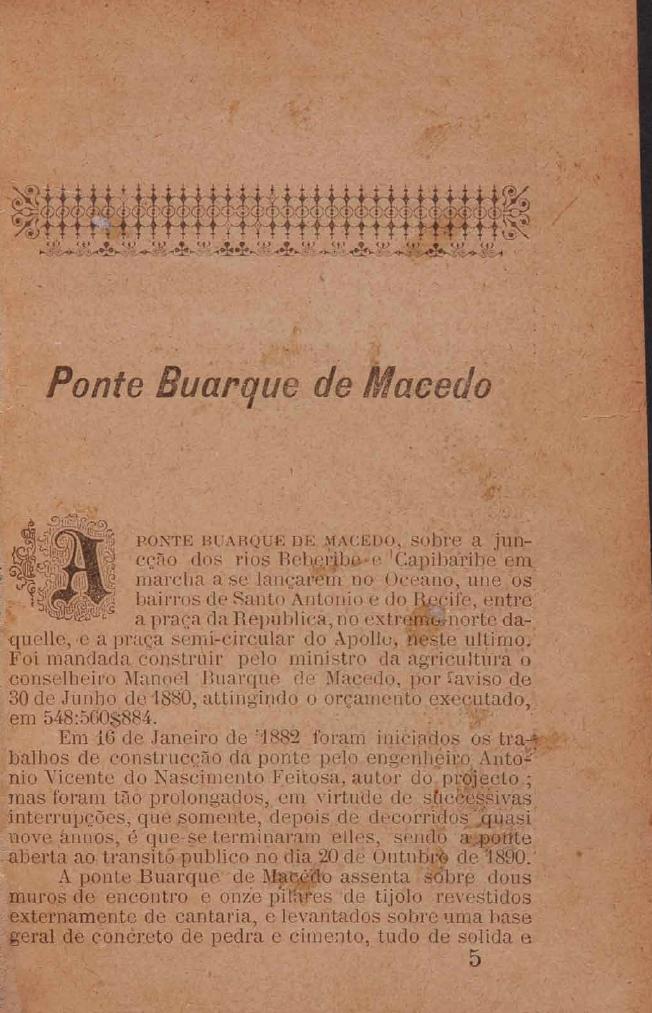 Ponte Buarque de Macedo
A PONTE BUARQUE DE MACEDO, sobre a jun-
cção dos rios Beberibe e Capibaribe em
marcha a se lançarem no Oceano, une os
bairros de Santo Antonio e do Recife, entre
a praça da Republica, no extremo norte da-
quelle, e a praça semi-circular do Apollo, neste ultimo.
Foi mandada construir pelo ministro da agricultura o
conselheiro Manoel Buarque de Macedo, por aviso de
30 de Junho de 1880, attingindo o orçamento executado,
em 548:560$884.
Em 16 de Janeiro de 1882 foram iniciados os tra-
balhos de construcção da ponte pelo engenheiro Anto-
nio Vicente do Nascimento Feitosa, autor do projecto ;
mas foram tão prolongados, em virtude de successivas
interrupções, que somente, depois de decorridos quasi
nove annos, é que se terminaram elles, sendo a ponte
aberta ao transito publico no dia 20 de Outubro de 1890.
A ponte Buarque de Macedo assenta sobre dous
muros de encontro e onze pilares de tijolo revestidos
externamente de cantaria, e levantados sobre uma base
geral de concreto de pedra e cimento, tudo de solida e
5